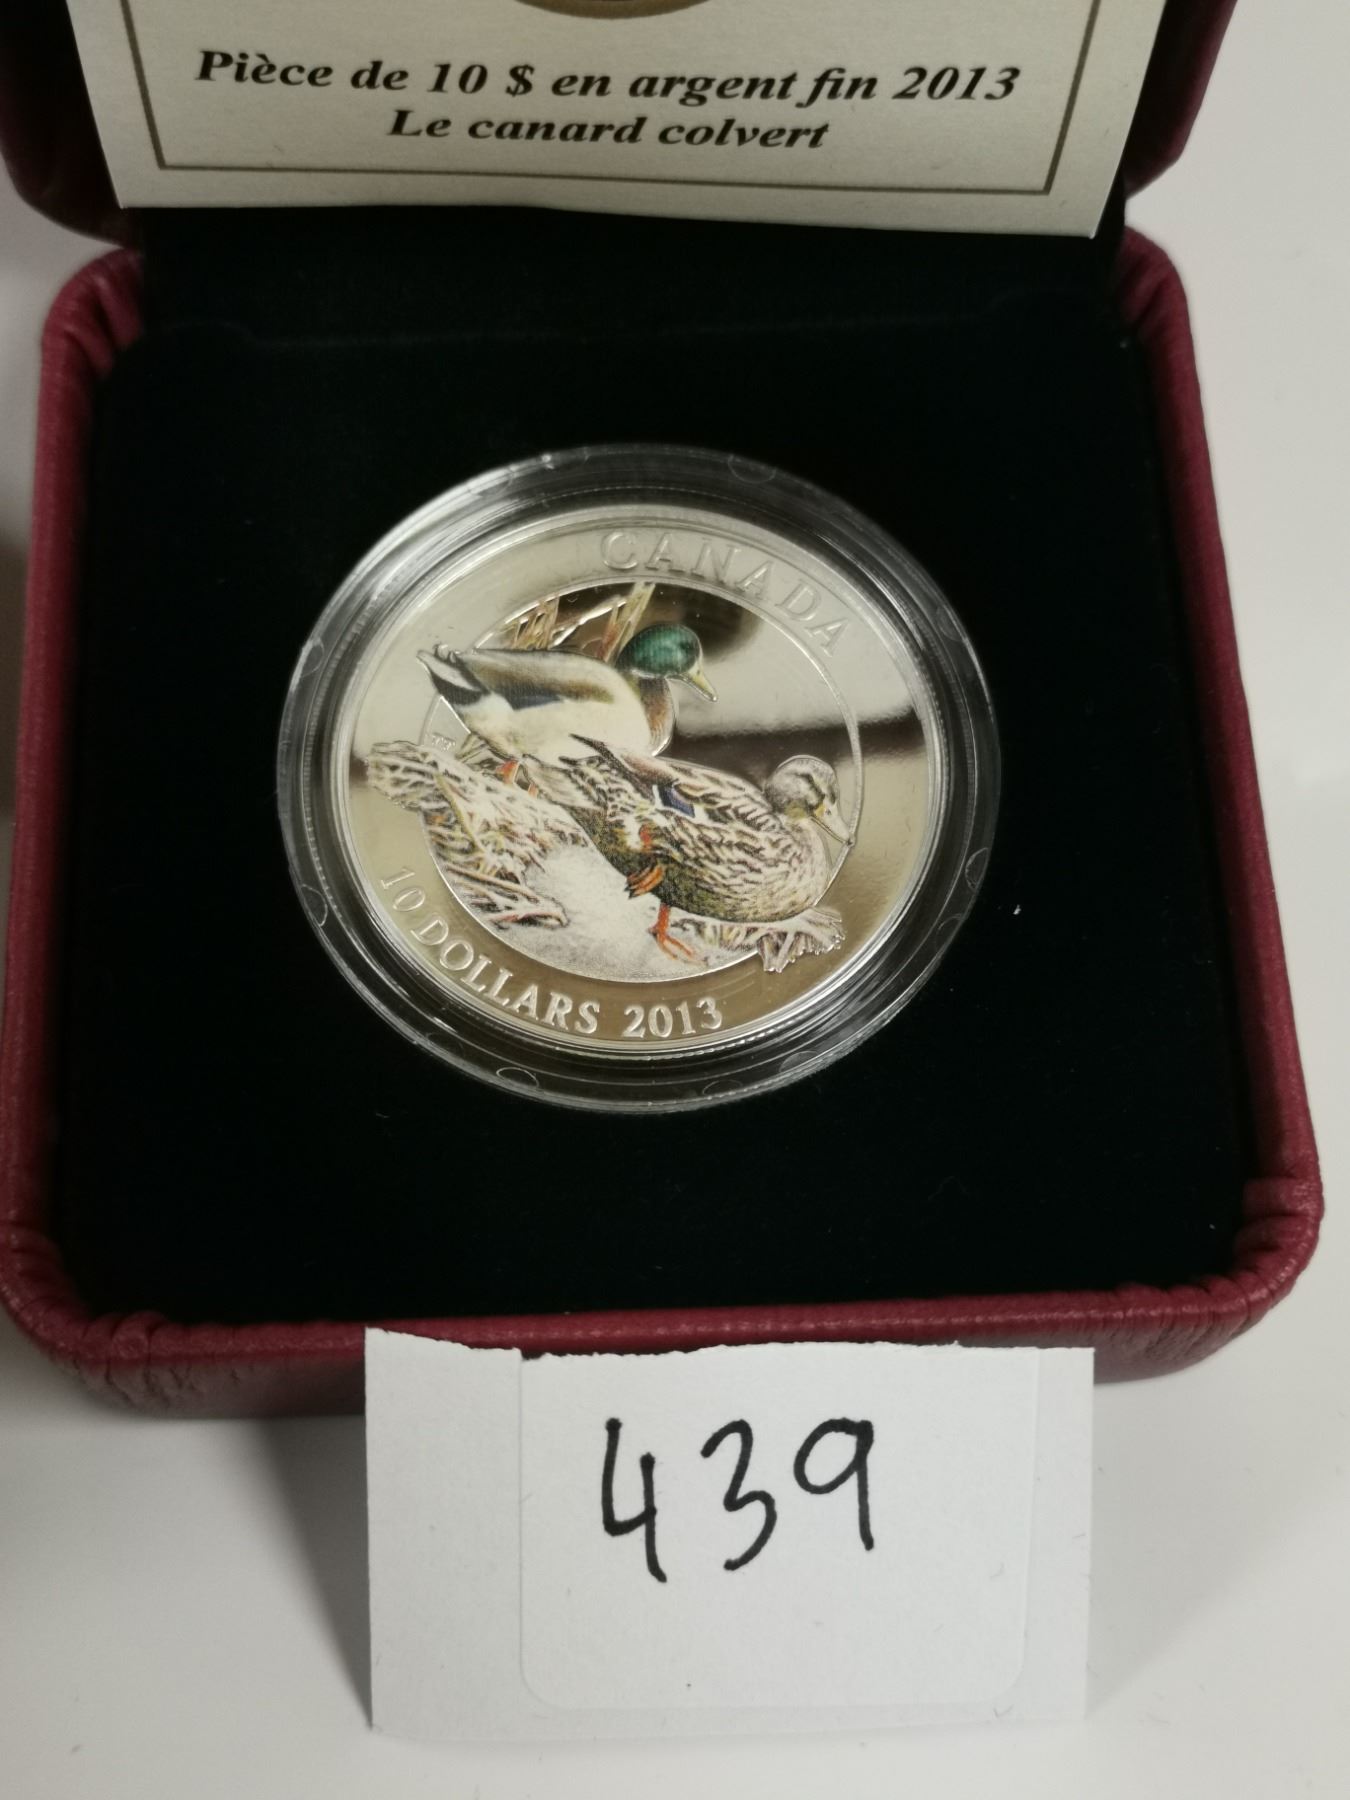 Pièce de 10 $ en argent fin 2013
Le canard colvert
CANADA
10 DOLLARS 2013
439